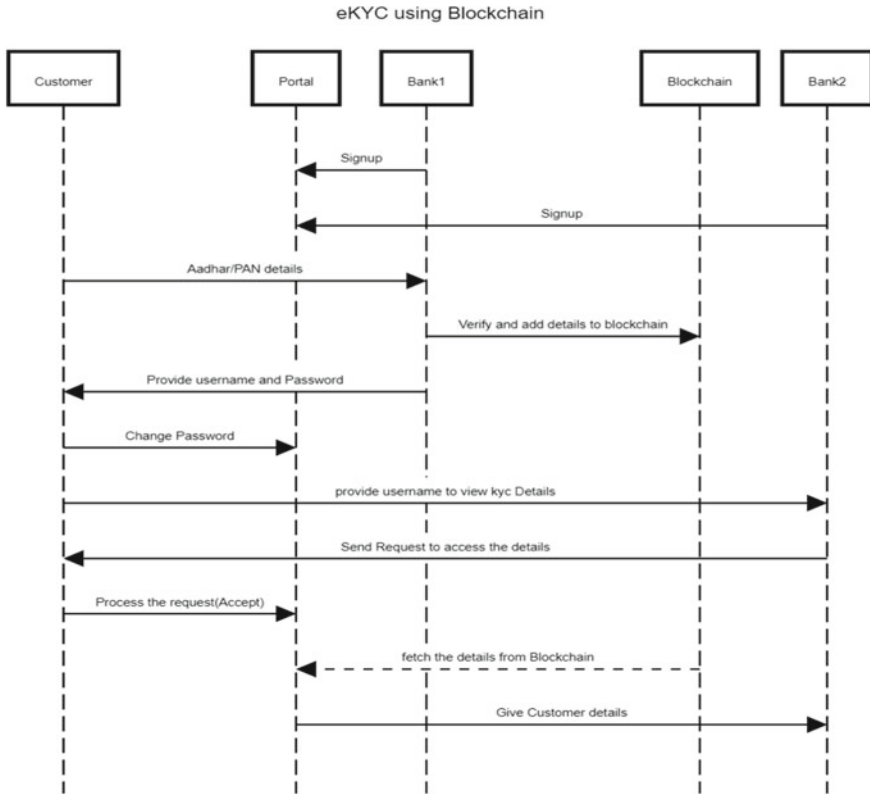 eKYC using Blockchain
Customer
Portal
Bank1
Blockchain
Bank2
Signup
Signup
Aadhar/PAN details
Verify and add details to blockchain
Provide username and Password
Change Password
provide username to view kyc Details
Send Request to access the details
Process the request(Accept)
fetch the details from Blockchain
Give Customer details